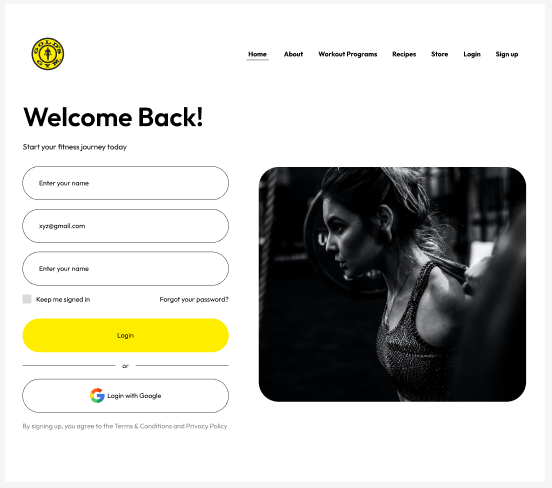 GOLD'S
GYM
Home About Workout Programs Recipes Store Login Sign up
Welcome Back!
Start your fitness journey today
Enter your name
xyz@gmail.com
Enter your name
Keep me signed in Forgot your password?
Login
or
Login with Google
By signing up, you agree to the Terms & Conditions and Privacy Policy